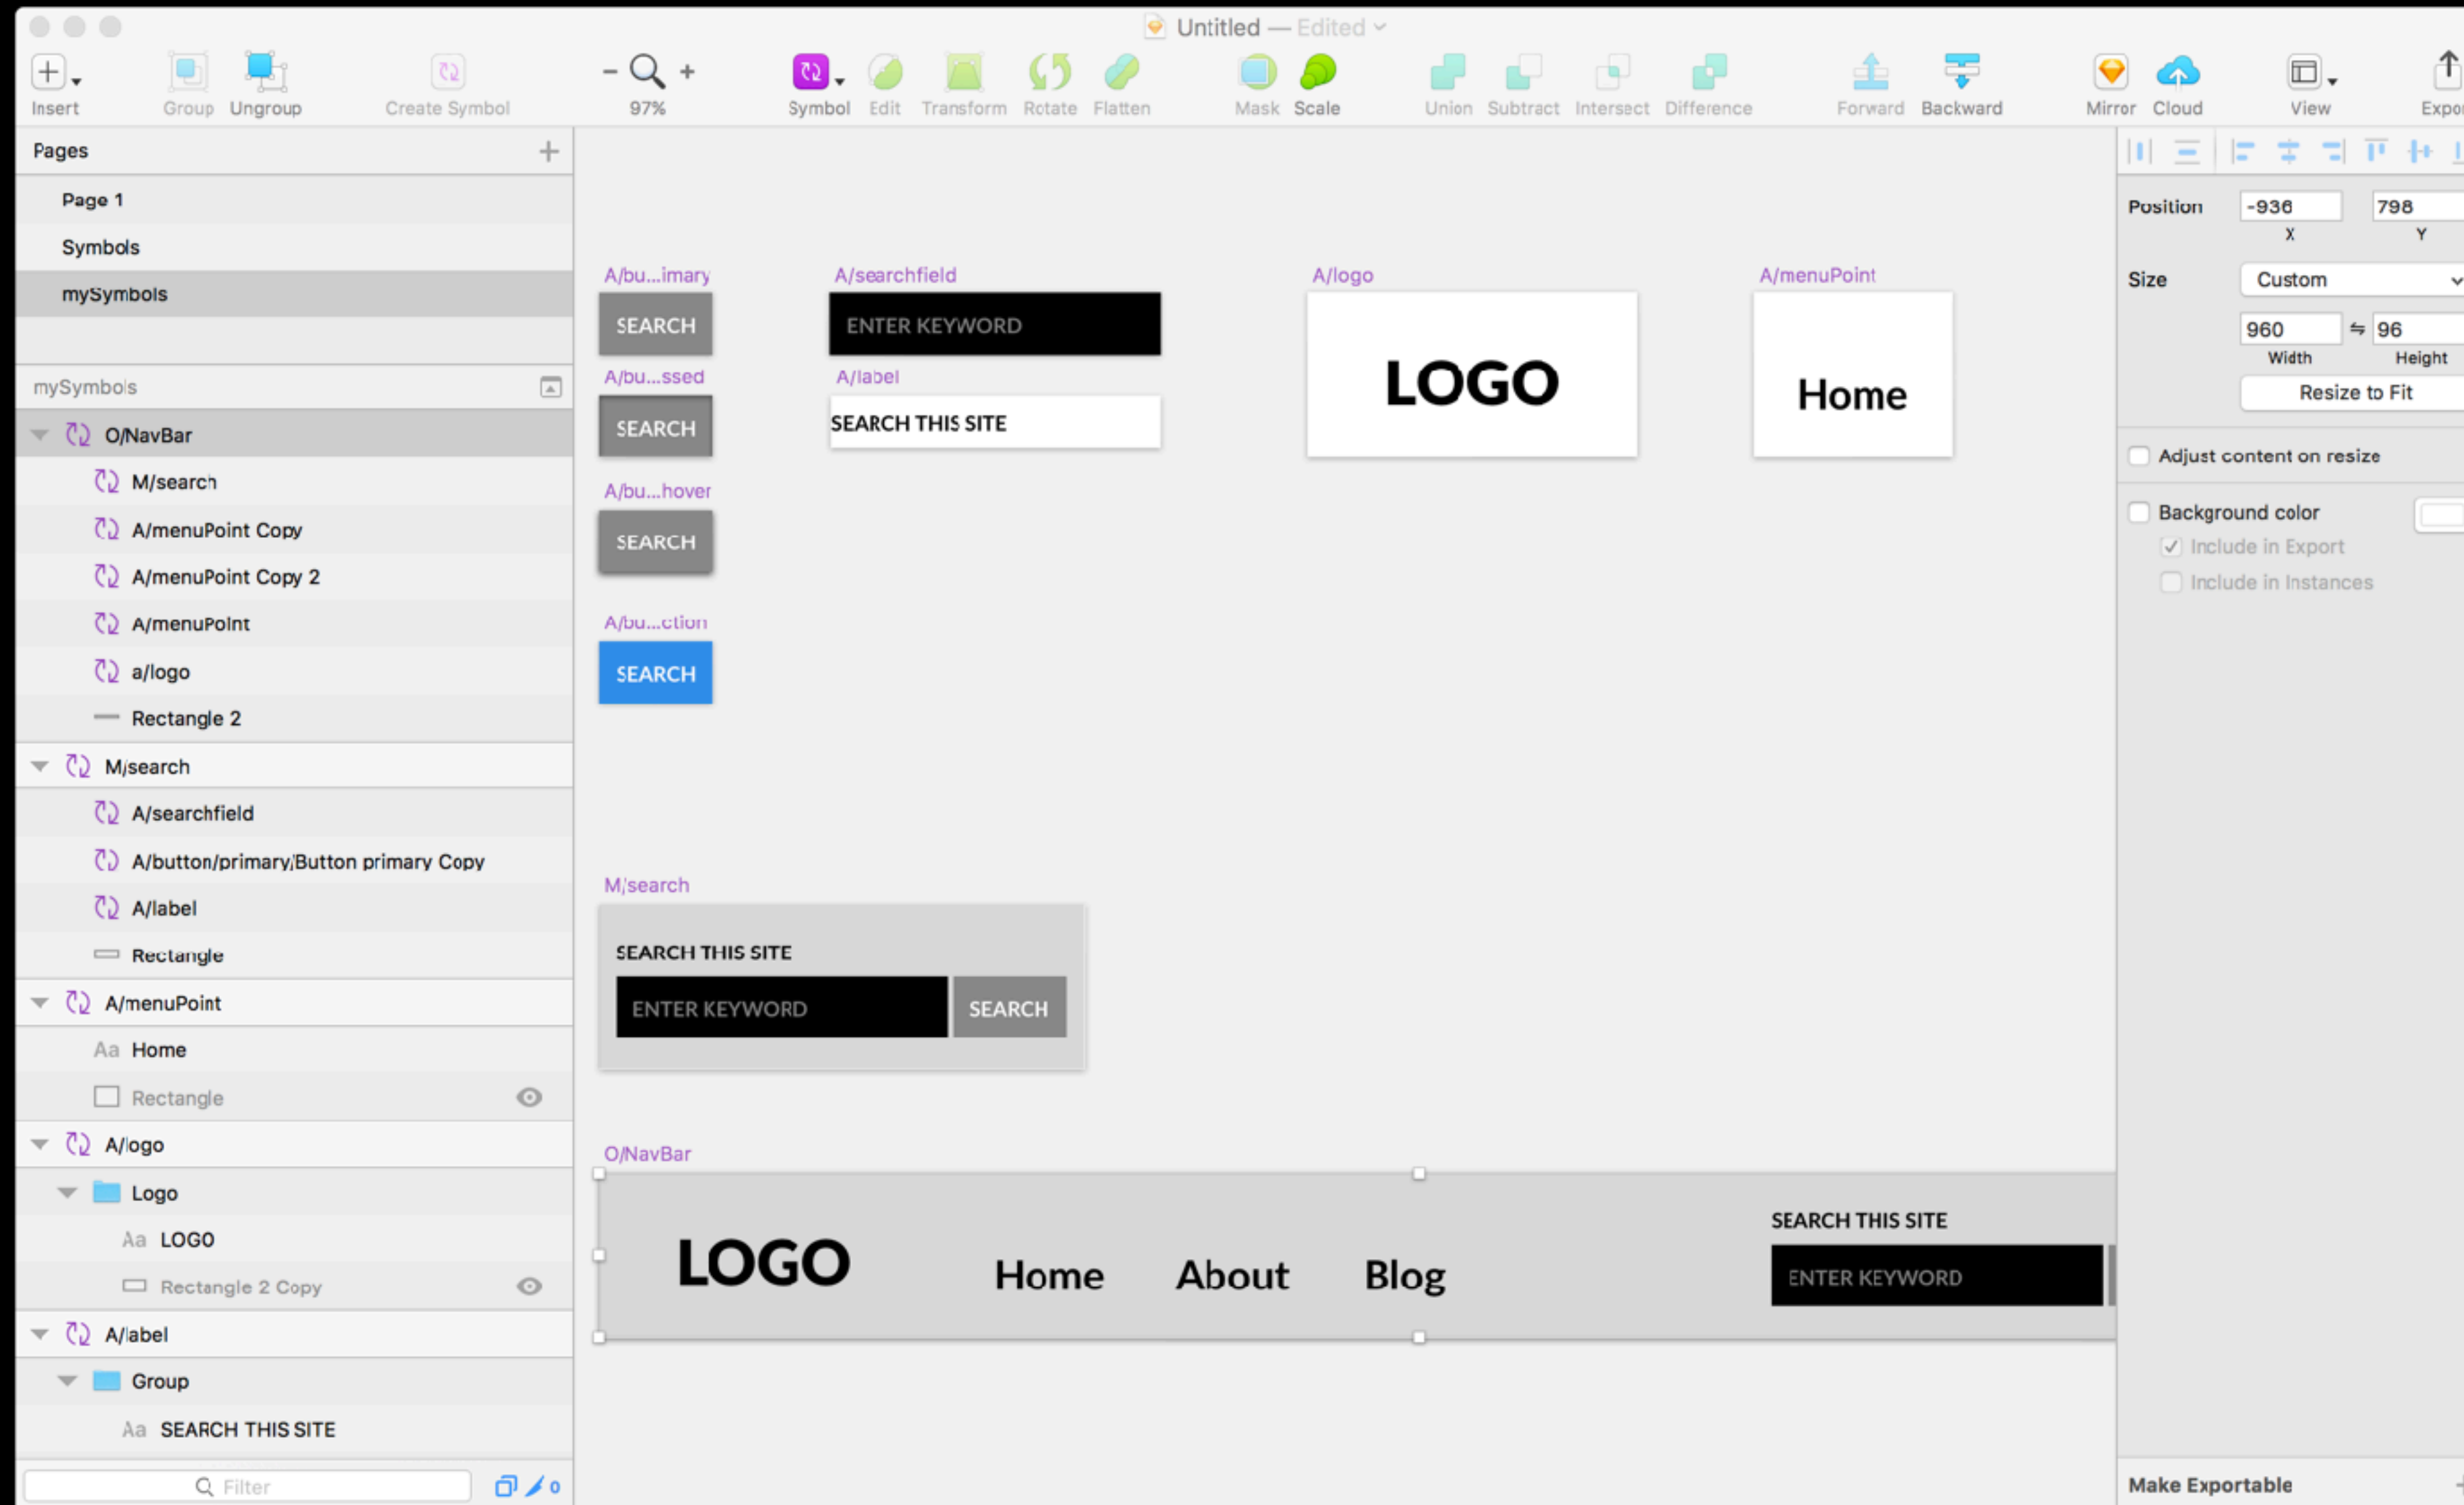 Untitled — Edited
Insert
Group
Ungroup
Create Symbol
97%
Symbol
Edit
Transform
Rotate
Flatten
Mask
Scale
Union
Subtract
Intersect
Difference
Forward
Backward
Mirror
Cloud
View
Expor
Pages
Page 1
Symbols
mySymbols
mySymbols
O/NavBar
M/search
A/menuPoint Copy
A/menuPoint Copy 2
A/menuPoint
a/logo
Rectangle 2
M/search
A/searchfield
A/button/primary/Button primary Copy
A/label
Rectangle
A/menuPoint
Aa Home
Rectangle
A/logo
Logo
Aa LOGO
Rectangle 2 Copy
A/label
Group
Aa SEARCH THIS SITE
Filter
0
A/bu...imary
SEARCH
A/bu...ssed
SEARCH
A/bu...hover
SEARCH
A/bu...ction
SEARCH
A/searchfield
ENTER KEYWORD
A/label
SEARCH THIS SITE
A/logo
LOGO
A/menuPoint
Home
M/search
SEARCH THIS SITE
ENTER KEYWORD
SEARCH
O/NavBar
LOGO
Home
About
Blog
SEARCH THIS SITE
ENTER KEYWORD
Position
-936
798
X
Y
Size
Custom
960
96
Width
Height
Resize to Fit
Adjust content on resize
Background color
Include in Export
Include in Instances
Make Exportable